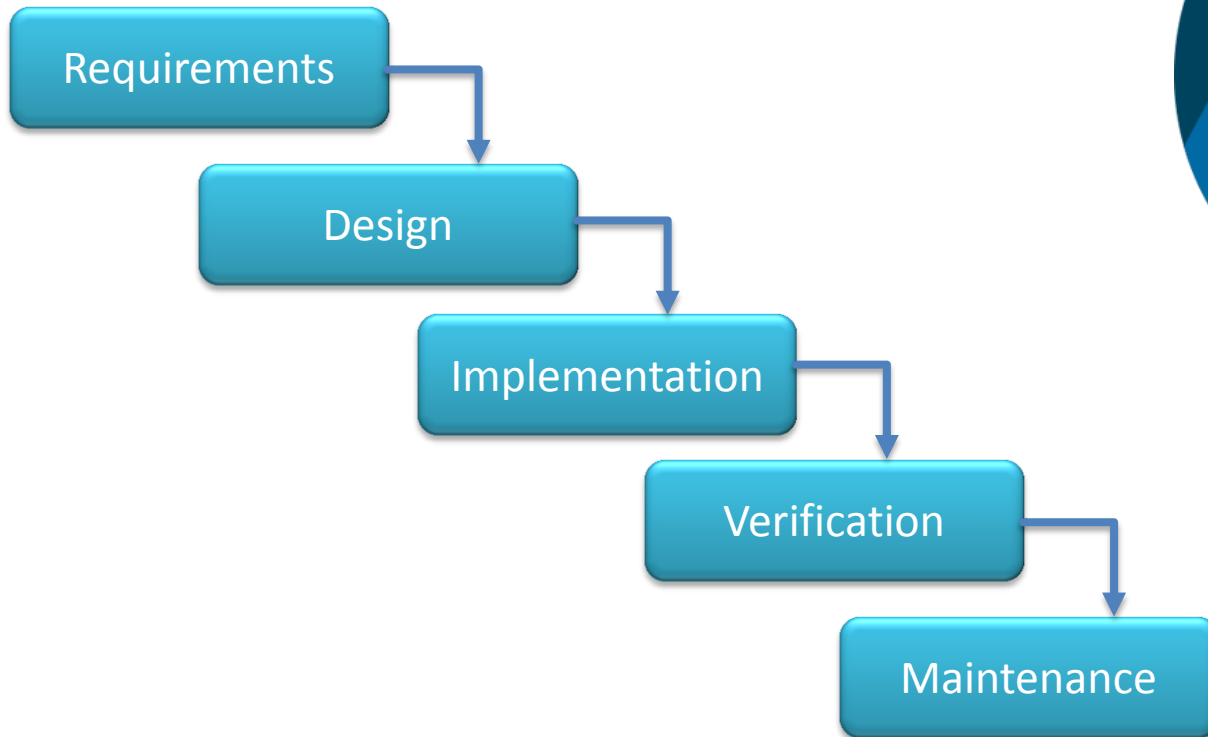 Requirements
Design
Implementation
Verification
Maintenance